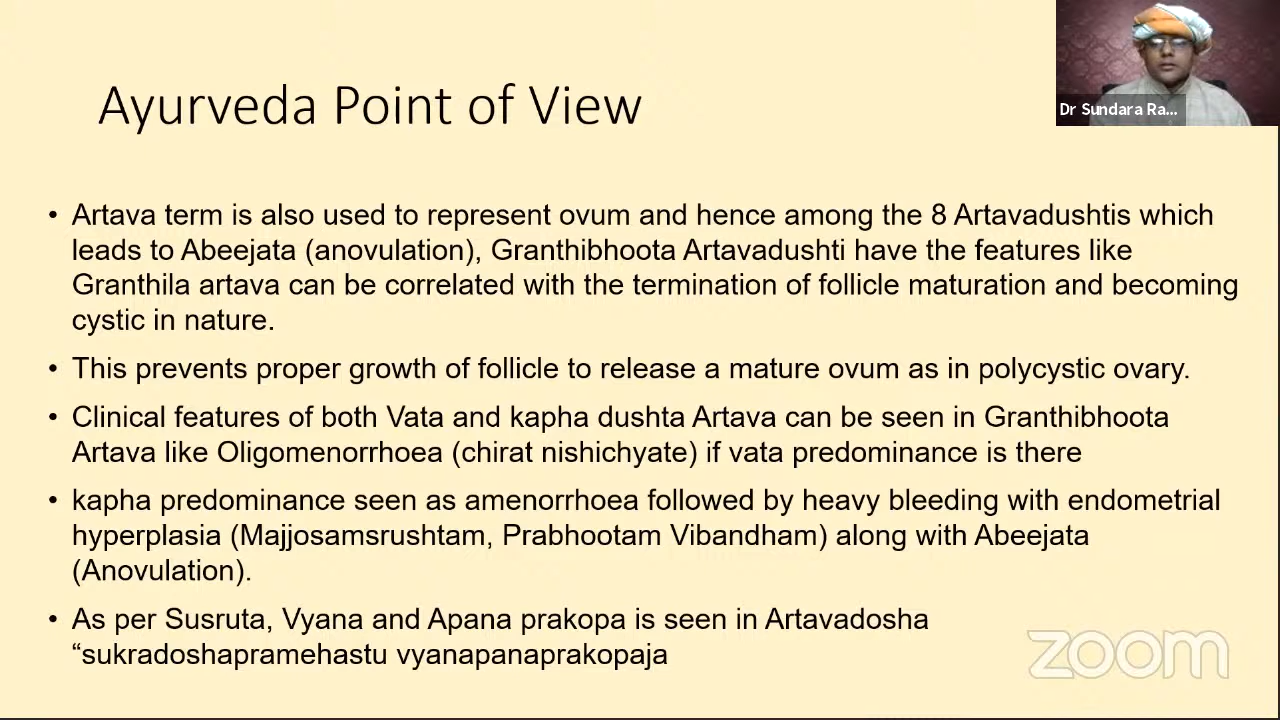 Ayurveda Point of View
Dr Sundara Ra...
• Artava term is also used to represent ovum and hence among the 8 Artavadushtis which
leads to Abeejata (anovulation), Granthibhoota Artavadushti have the features like
Granthila artava can be correlated with the termination of follicle maturation and becoming
cystic in nature.
• This prevents proper growth of follicle to release a mature ovum as in polycystic ovary.
• Clinical features of both Vata and kapha dushta Artava can be seen in Granthibhoota
Artava like Oligomenorrhoea (chirat nishichyate) if vata predominance is there
• kapha predominance seen as amenorrhoea followed by heavy bleeding with endometrial
hyperplasia (Majjosamsrushtam, Prabhootam Vibandham) along with Abeejata
(Anovulation).
• As per Susruta, Vyana and Apana prakopa is seen in Artavadosha
“sukradoshapramehastu vyanapanaprakopaja
zoom